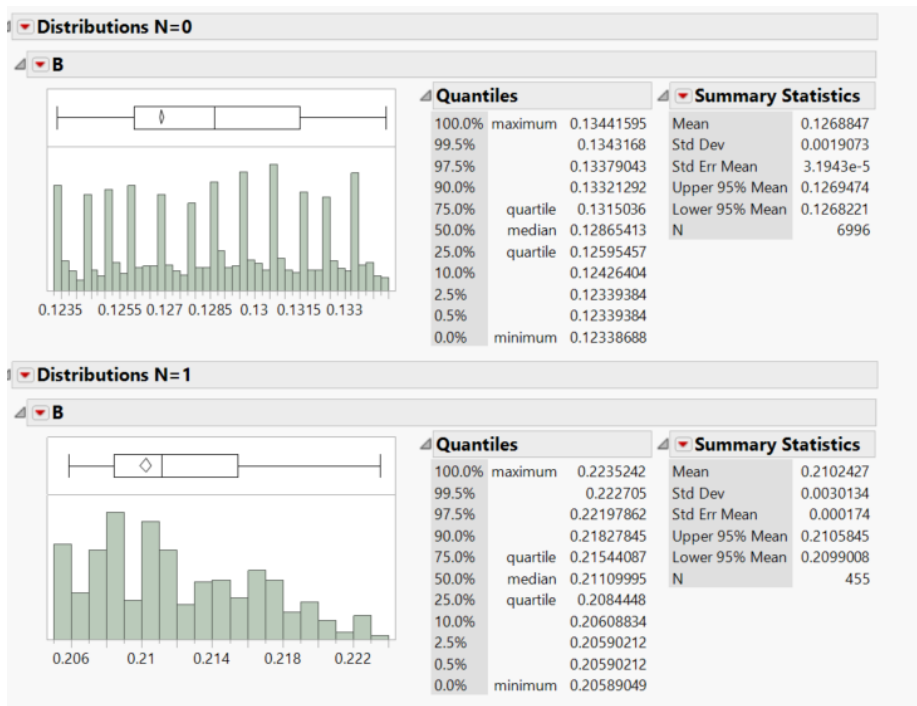 Distributions N=0
B
0.1235 0.1255 0.127 0.1285 0.13 0.1315 0.133
Quantiles
100.0% maximum 0.13441595
99.5% 0.1343168
97.5% 0.13379043
90.0% 0.13321292
75.0% quartile 0.1315036
50.0% median 0.12865413
25.0% quartile 0.12595457
10.0% 0.12426404
2.5% 0.12339384
0.5% 0.12339384
0.0% minimum 0.12338688
Summary Statistics
Mean 0.1268847
Std Dev 0.0019073
Std Err Mean 3.1943e-5
Upper 95% Mean 0.1269474
Lower 95% Mean 0.1268221
N 6996
Distributions N=1
B
0.206 0.21 0.214 0.218 0.222
Quantiles
100.0% maximum 0.2235242
99.5% 0.222705
97.5% 0.22197862
90.0% 0.21827845
75.0% quartile 0.21544087
50.0% median 0.21109995
25.0% quartile 0.2084448
10.0% 0.20608834
2.5% 0.20590212
0.5% 0.20590212
0.0% minimum 0.20589049
Summary Statistics
Mean 0.2102427
Std Dev 0.0030134
Std Err Mean 0.000174
Upper 95% Mean 0.2105845
Lower 95% Mean 0.2099008
N 455